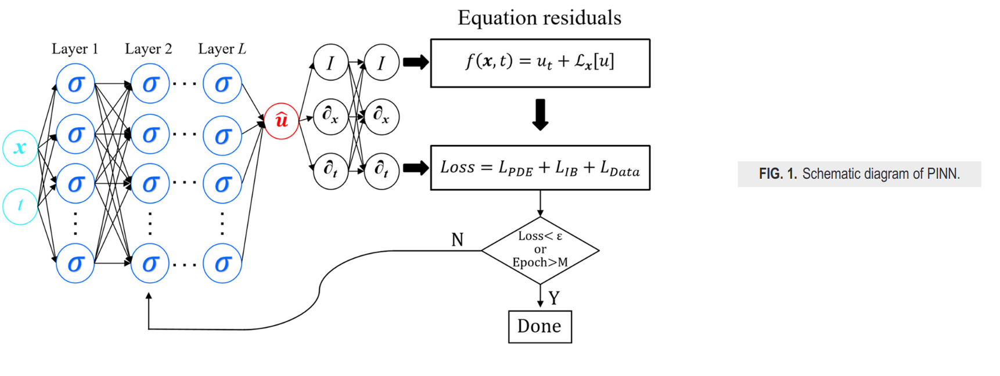 Equation residuals
Layer 1 Layer 2 Layer L
σ σ ··· σ
σ σ ··· σ
σ σ ··· σ
σ σ ··· σ
x
t
û
I I
∂x ∂x
∂t ∂t
f(x, t) = ut + ℒx[u]
Loss = LPDE + LIB + LData
Loss< ε
or
Epoch>M
N
Y
Done
FIG. 1. Schematic diagram of PINN.